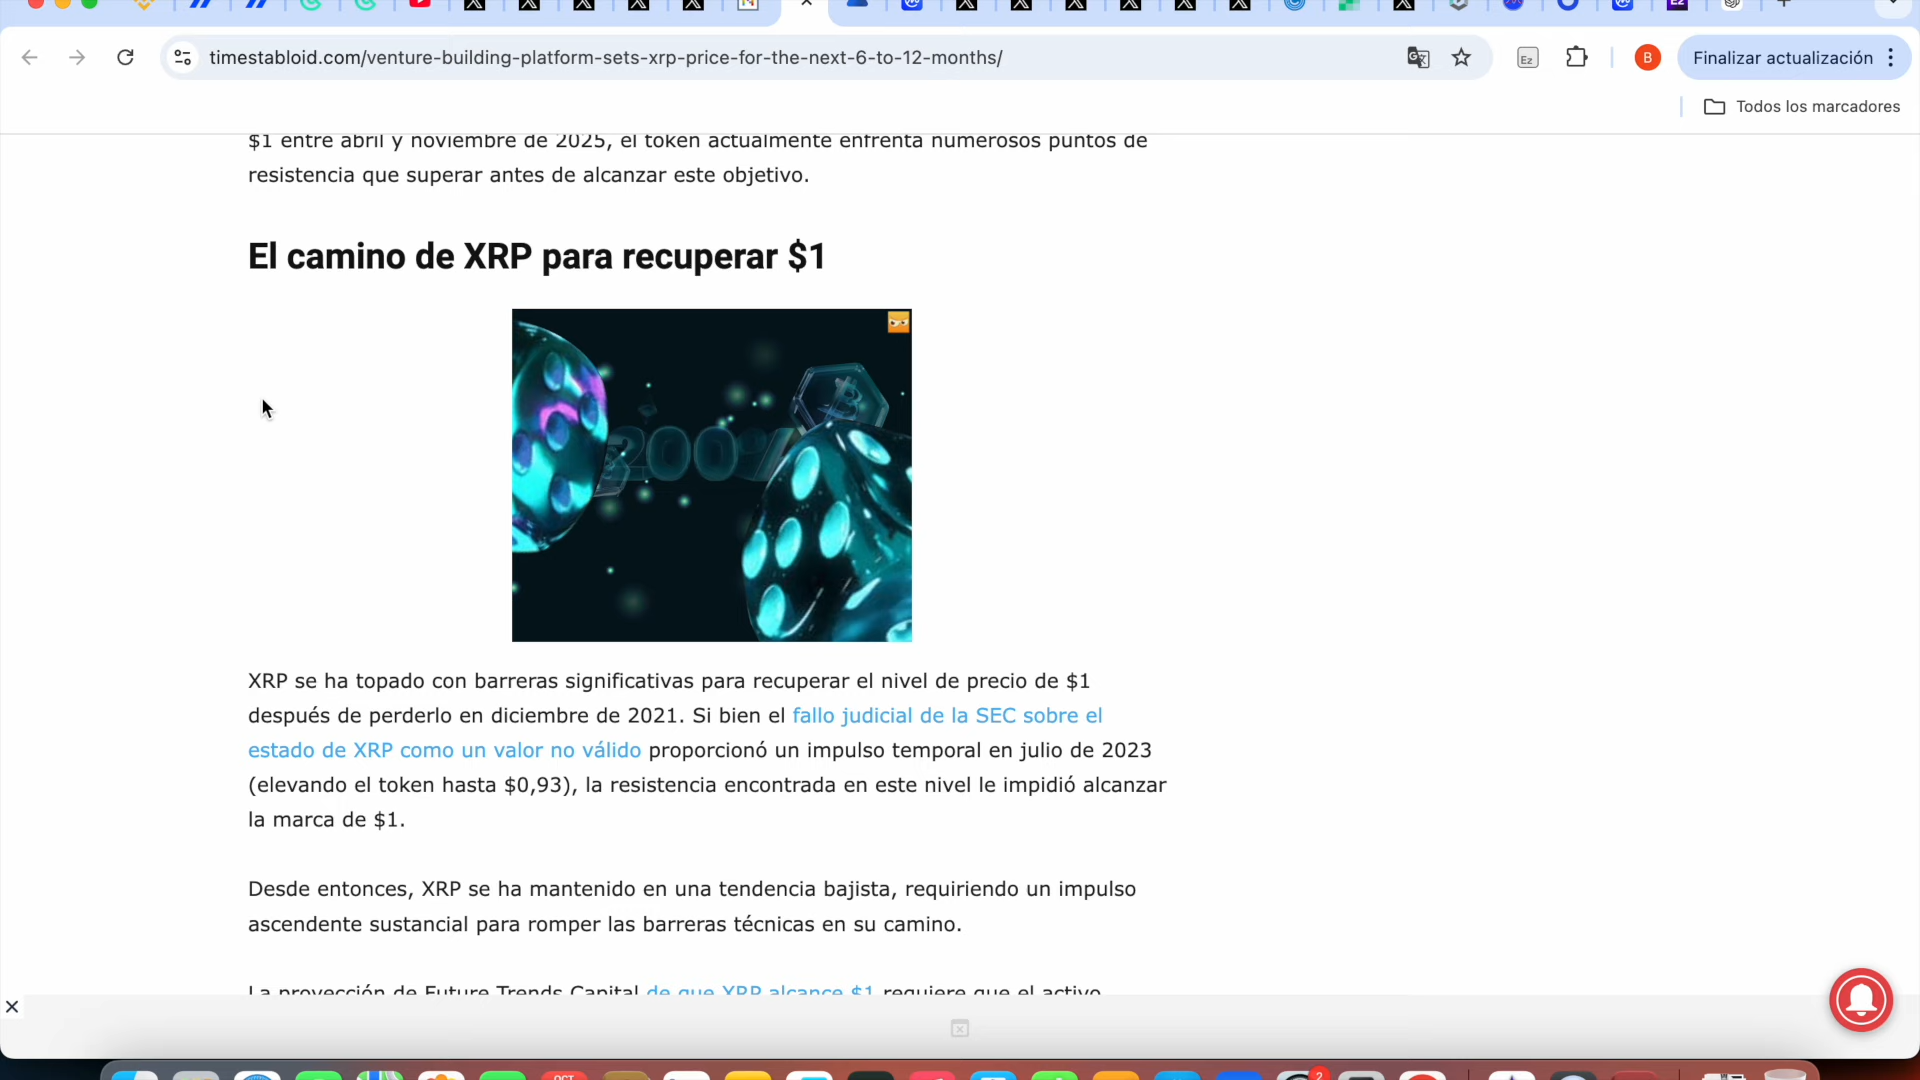 timestabloid.com/venture-building-platform-sets-xrp-price-for-the-next-6-to-12-months/
Ez
B
Finalizar actualización
Todos los marcadores
$1 entre abril y noviembre de 2025, el token actualmente enfrenta numerosos puntos de
resistencia que superar antes de alcanzar este objetivo.
El camino de XRP para recuperar $1
200%
XRP se ha topado con barreras significativas para recuperar el nivel de precio de $1
después de perderlo en diciembre de 2021. Si bien el fallo judicial de la SEC sobre el
estado de XRP como un valor no válido proporcionó un impulso temporal en julio de 2023
(elevando el token hasta $0,93), la resistencia encontrada en este nivel le impidió alcanzar
la marca de $1.
Desde entonces, XRP se ha mantenido en una tendencia bajista, requiriendo un impulso
ascendente sustancial para romper las barreras técnicas en su camino.
La proyección de Future Trends Capital de que XRP alcance $1 requiere que el activo
OCT
2